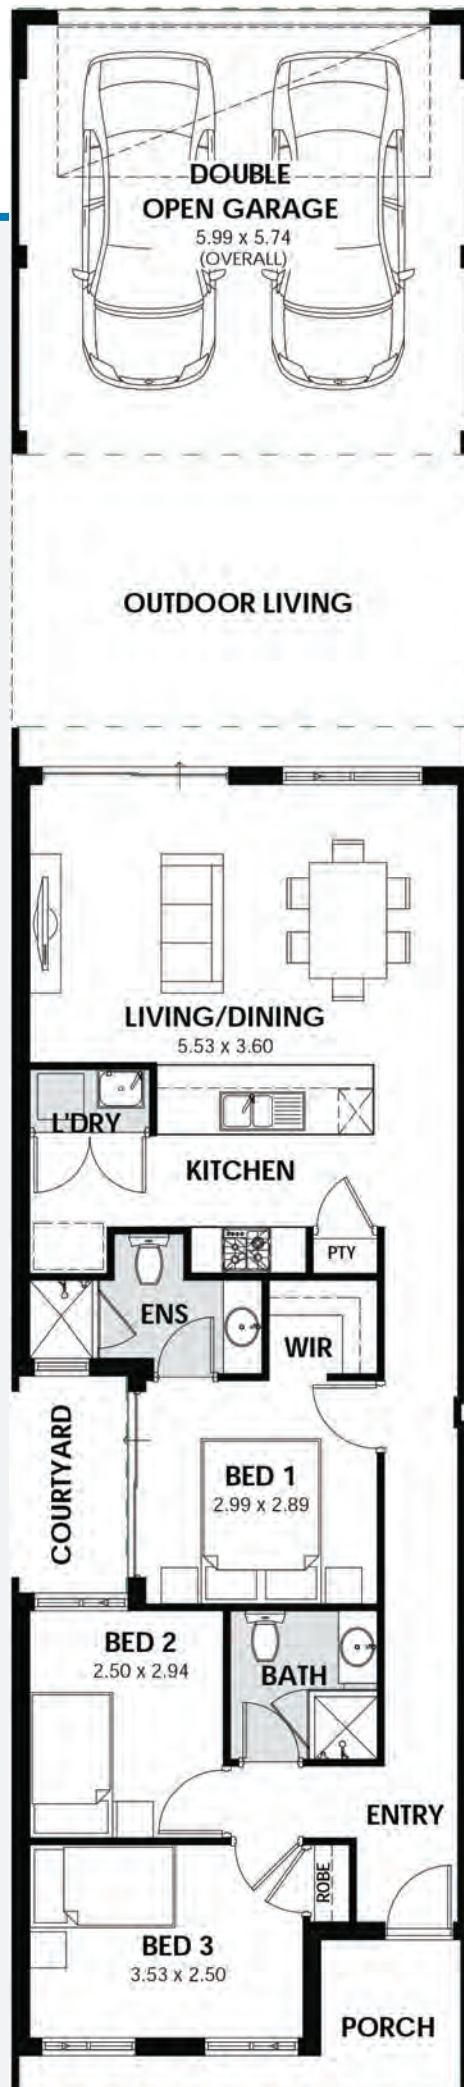 DOUBLE
OPEN GARAGE
5.99 x 5.74
(OVERALL)
OUTDOOR LIVING
LIVING/DINING
5.53 x 3.60
L'DRY
KITCHEN
PTY
ENS
WIR
COURTYARD
BED 1
2.99 x 2.89
BED 2
2.50 x 2.94
BATH
ENTRY
ROBE
BED 3
3.53 x 2.50
PORCH